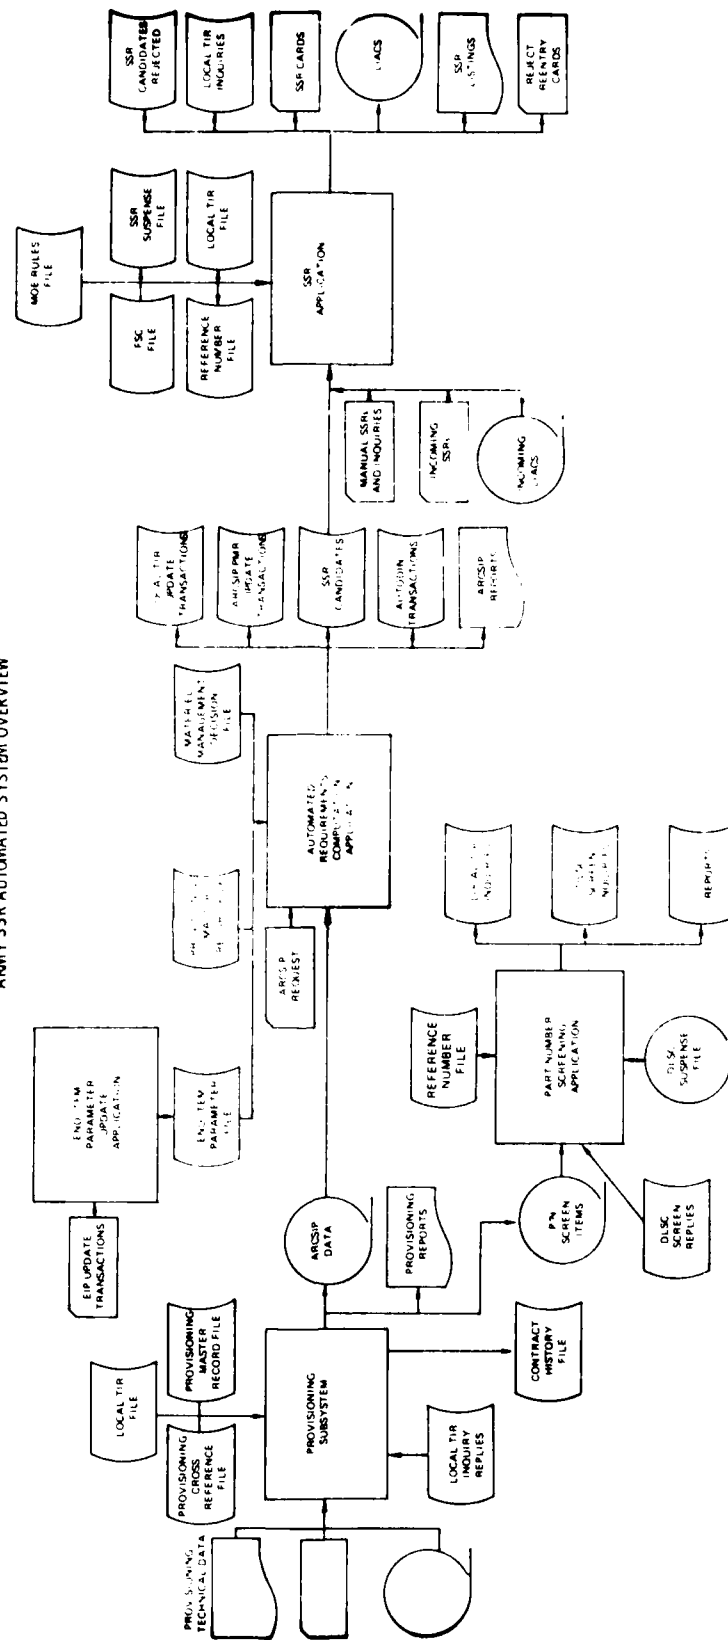 ARMY SSR AUTOMATED SYSTEM OVERVIEW
PROVISIONING
TECHNICAL DATA
LOCAL TIR
FILE
PROVISIONING
CROSS
REFERENCE
FILE
PROVISIONING
MASTER
RECORD FILE
PROVISIONING
SUBSYSTEM
LOCAL TIR
INQUIRY
REPLIES
CONTRACT
HISTORY
FILE
EIP UPDATE
TRANSACTIONS
END ITEM
PARAMETER
UPDATE
APPLICATION
END ITEM
PARAMETER
FILE
ARCSIP
DATA
PROVISIONING
REPORTS
P/N
SCREEN
ITEMS
DLSC
SCREEN
REPLIES
REFERENCE
NUMBER
FILE
PART NUMBER
SCREENING
APPLICATION
DLSC
SUSPENSE
FILE
LOCAL TIR
INQUIRIES
SCREEN
REPORTS
MATERIEL
MANAGEMENT
DECISION
FILE
ARCSIP
REQUEST
AUTOMATED
REQUIREMENTS
COMPUTATION
APPLICATION
LOCAL TIR
UPDATE
TRANSACTIONS
ARCSIP PMR
UPDATE
TRANSACTIONS
SSR
CANDIDATES
AUTODIN
TRANSACTIONS
ARCSIP
REPORTS
MANUAL SSRs
AND INQUIRIES
INCOMING
SSRs
INCOMING
MOE RULES
FILE
FSC
FILE
SSR
SUSPENSE
FILE
REFERENCE
NUMBER
FILE
LOCAL TIR
FILE
SSR
APPLICATION
SSR
CANDIDATES
REJECTED
LOCAL TIR
INQUIRIES
SSR CARDS
SSR
LISTINGS
REJECT
REENTRY
CARDS